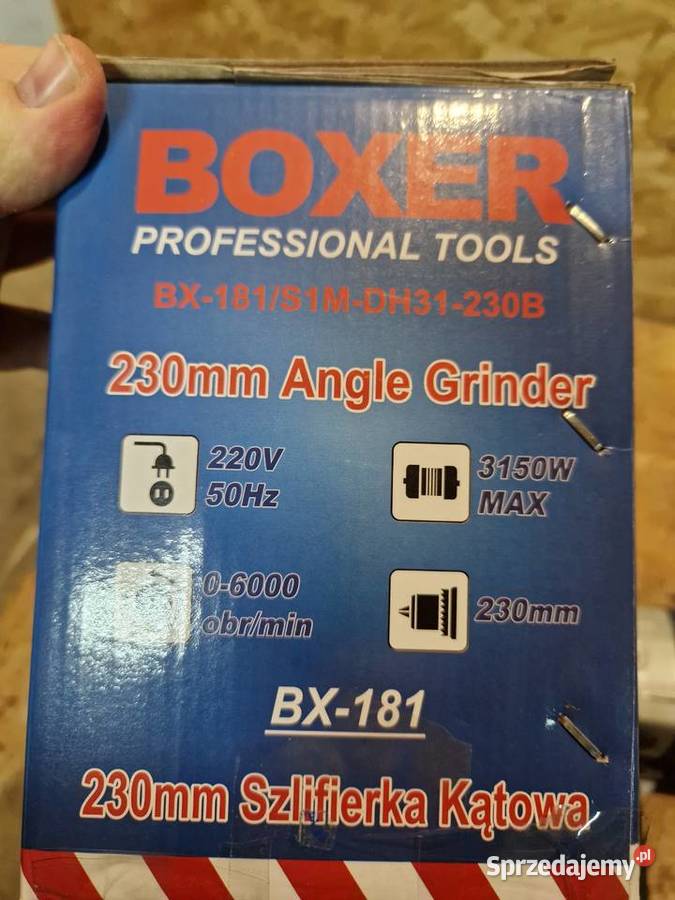 BOXER
PROFESSIONAL TOOLS
BX-181/S1M-DH31-230B
230mm Angle Grinder
220V
50Hz
3150W
MAX
0-6000
obr/min
230mm
BX-181
230mm Szlifierka Kątowa
Sprzedajemy.pl